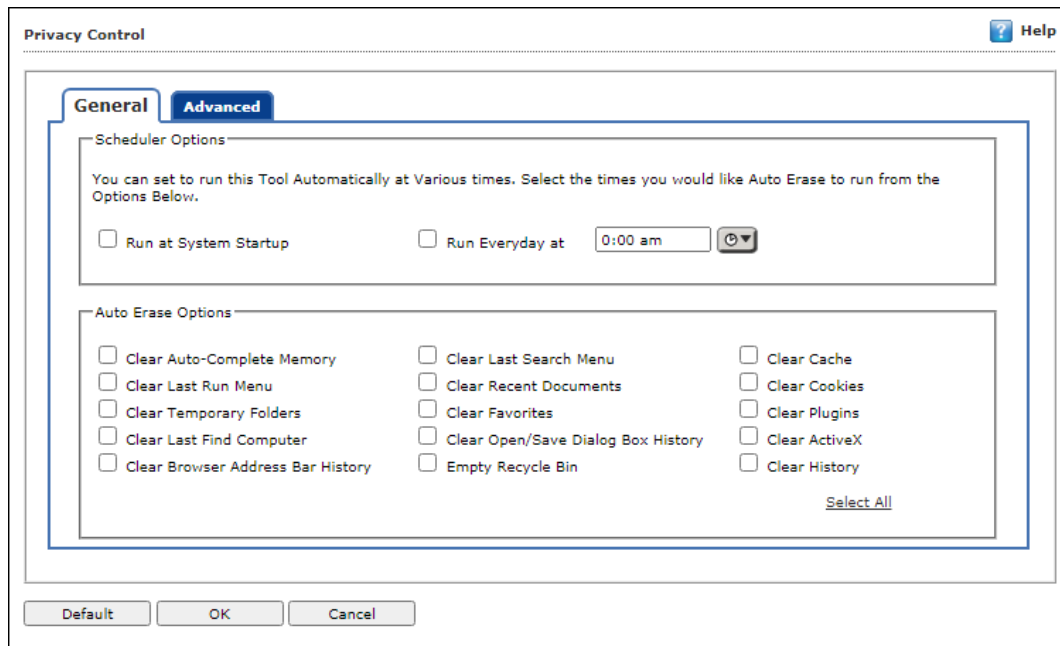 Privacy Control
? Help
General
Advanced
Scheduler Options
You can set to run this Tool Automatically at Various times. Select the times you would like Auto Erase to run from the
Options Below.
Run at System Startup
Run Everyday at
0:00 am
Auto Erase Options
Clear Auto-Complete Memory
Clear Last Search Menu
Clear Cache
Clear Last Run Menu
Clear Recent Documents
Clear Cookies
Clear Temporary Folders
Clear Favorites
Clear Plugins
Clear Last Find Computer
Clear Open/Save Dialog Box History
Clear ActiveX
Clear Browser Address Bar History
Empty Recycle Bin
Clear History
Select All
Default
OK
Cancel